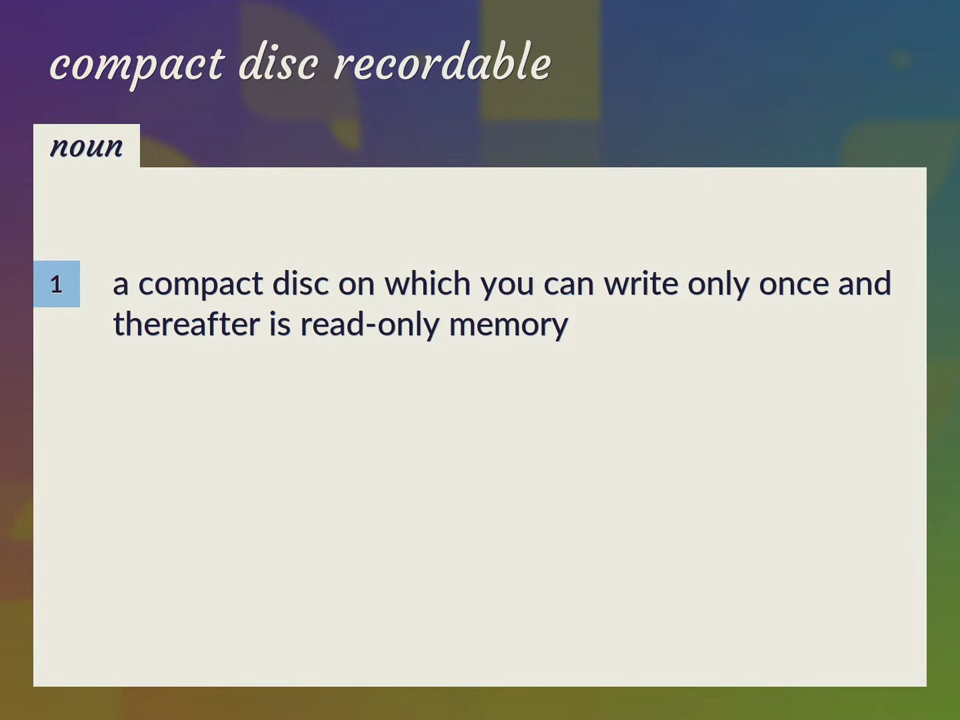 compact disc recordable
noun
1
a compact disc on which you can write only once and
thereafter is read-only memory